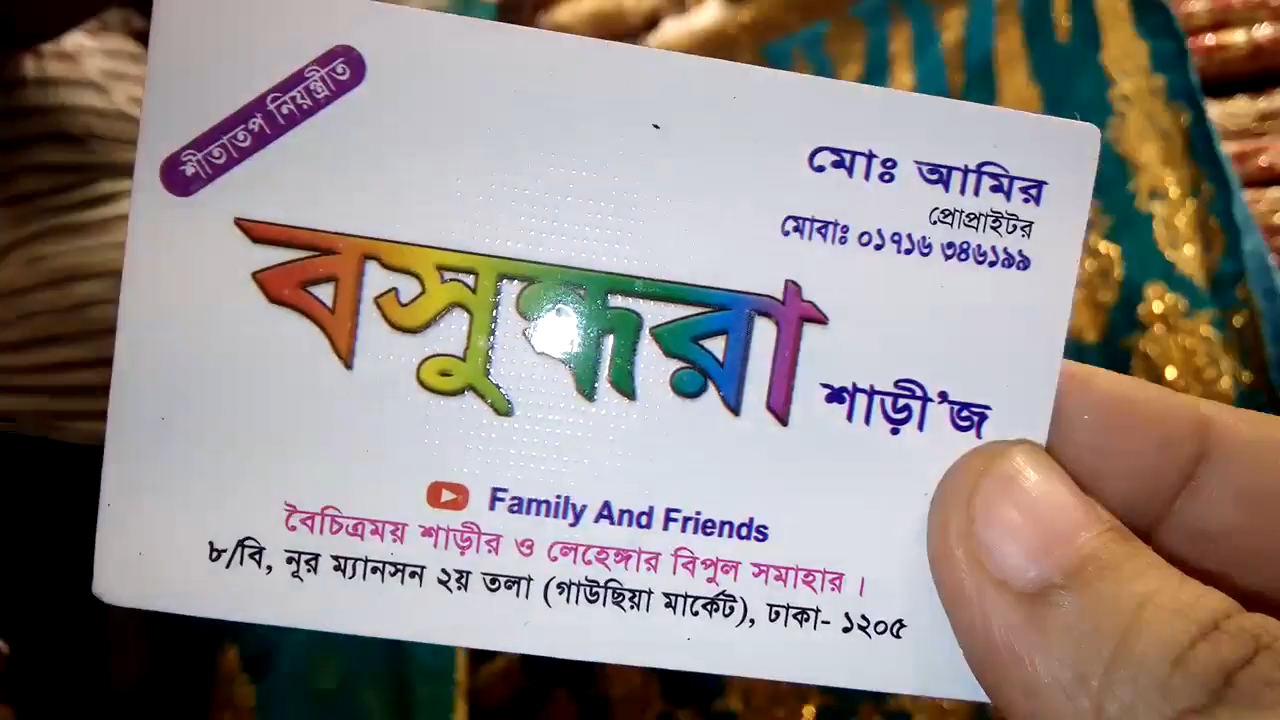 শীতাতপ নিয়ন্ত্রীত
মোঃ আমির
প্রোপ্রাইটর
মোবাঃ ০১৭১৬ ৩৪৬১৯৯
বসুন্ধরা শাড়ী'জ
Family And Friends
বৈচিত্রময় শাড়ীর ও লেহেঙ্গার বিপুল সমাহার।
৮/বি, নূর ম্যানসন ২য় তলা (গাউছিয়া মার্কেট), ঢাকা- ১২০৫